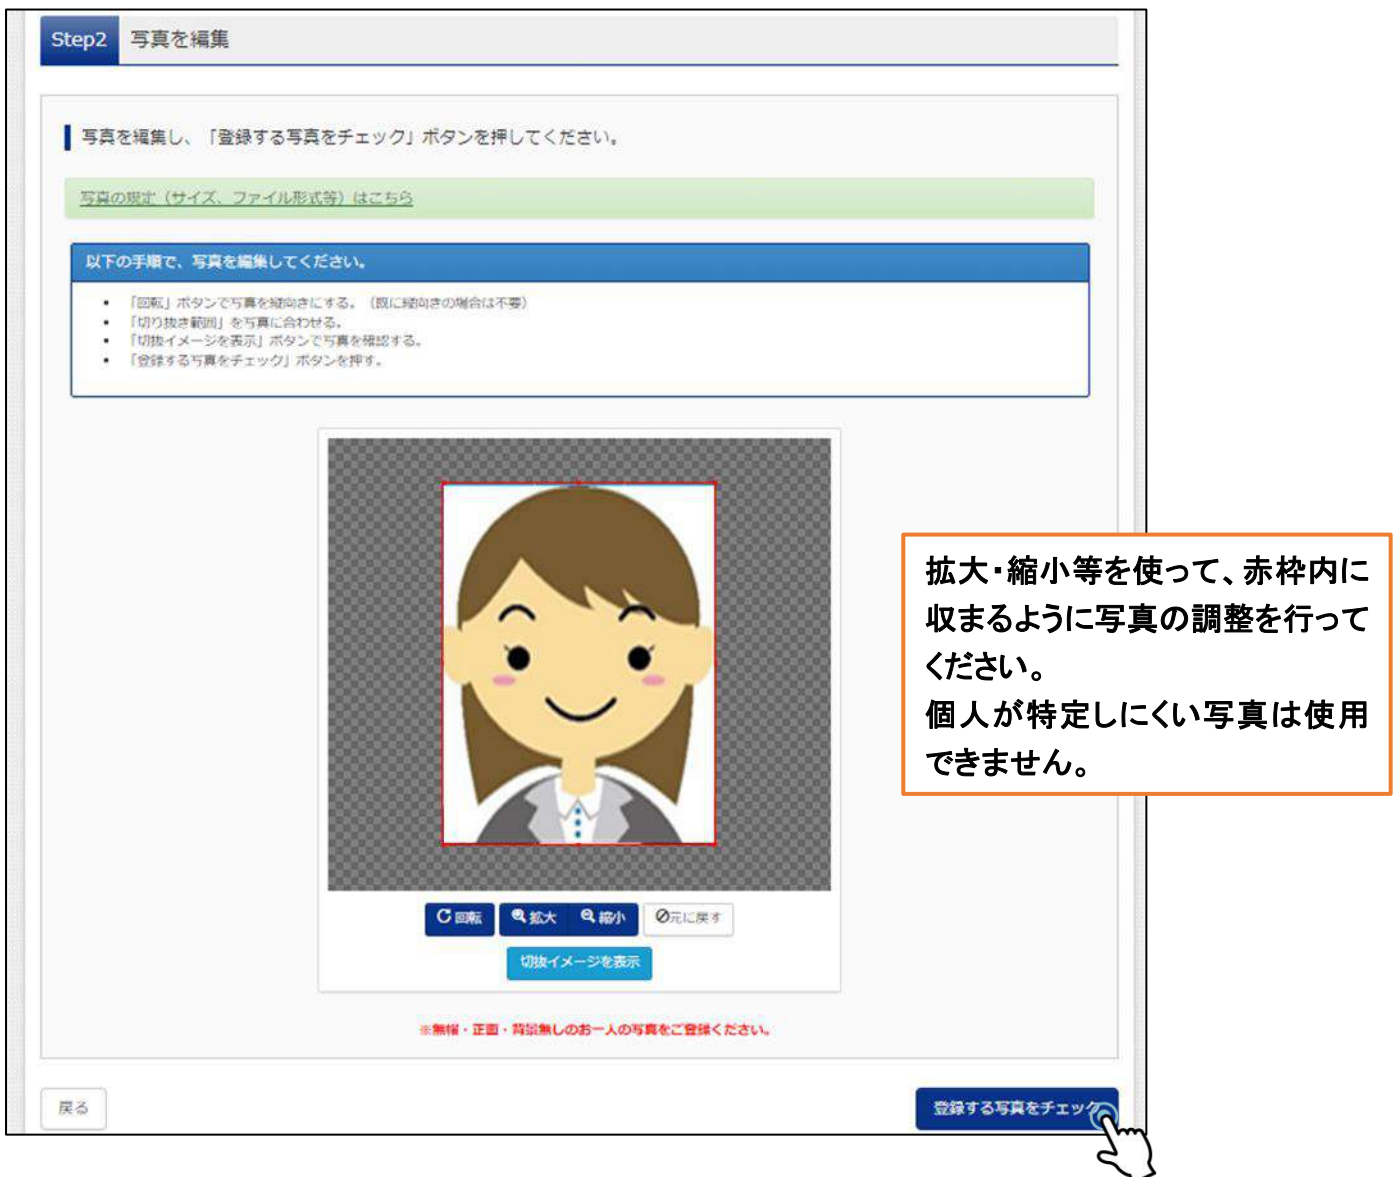 Step2 写真を編集
写真を編集し、「登録する写真をチェック」ボタンを押してください。
写真の規定（サイズ、ファイル形式等）はこちら
以下の手順で、写真を編集してください。
▪ 「回転」ボタンで写真を縦向きにする。（既に縦向きの場合は不要）
▪ 「切り抜き範囲」を写真に合わせる。
▪ 「切抜イメージを表示」ボタンで写真を確認する。
▪ 「登録する写真をチェック」ボタンを押す。
拡大・縮小等を使って、赤枠内に
収まるように写真の調整を行って
ください。
個人が特定しにくい写真は使用
できません。
回転 拡大 縮小 元に戻す
切抜イメージを表示
※無帽・正面・背景無しのお一人の写真をご登録ください。
戻る 登録する写真をチェック